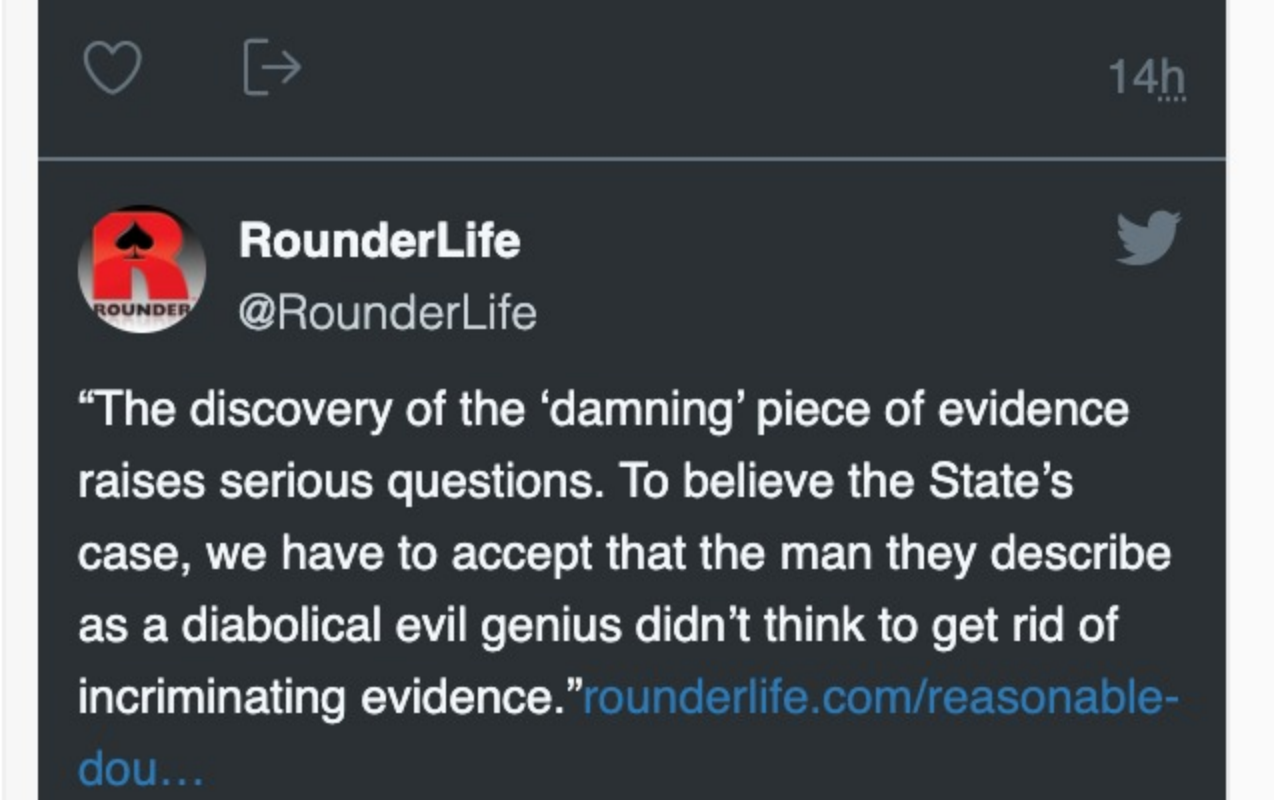 14h
ROUNDER
RounderLife
@RounderLife
“The discovery of the ‘damning’ piece of evidence
raises serious questions. To believe the State’s
case, we have to accept that the man they describe
as a diabolical evil genius didn’t think to get rid of
incriminating evidence.”rounderlife.com/reasonable-
dou…